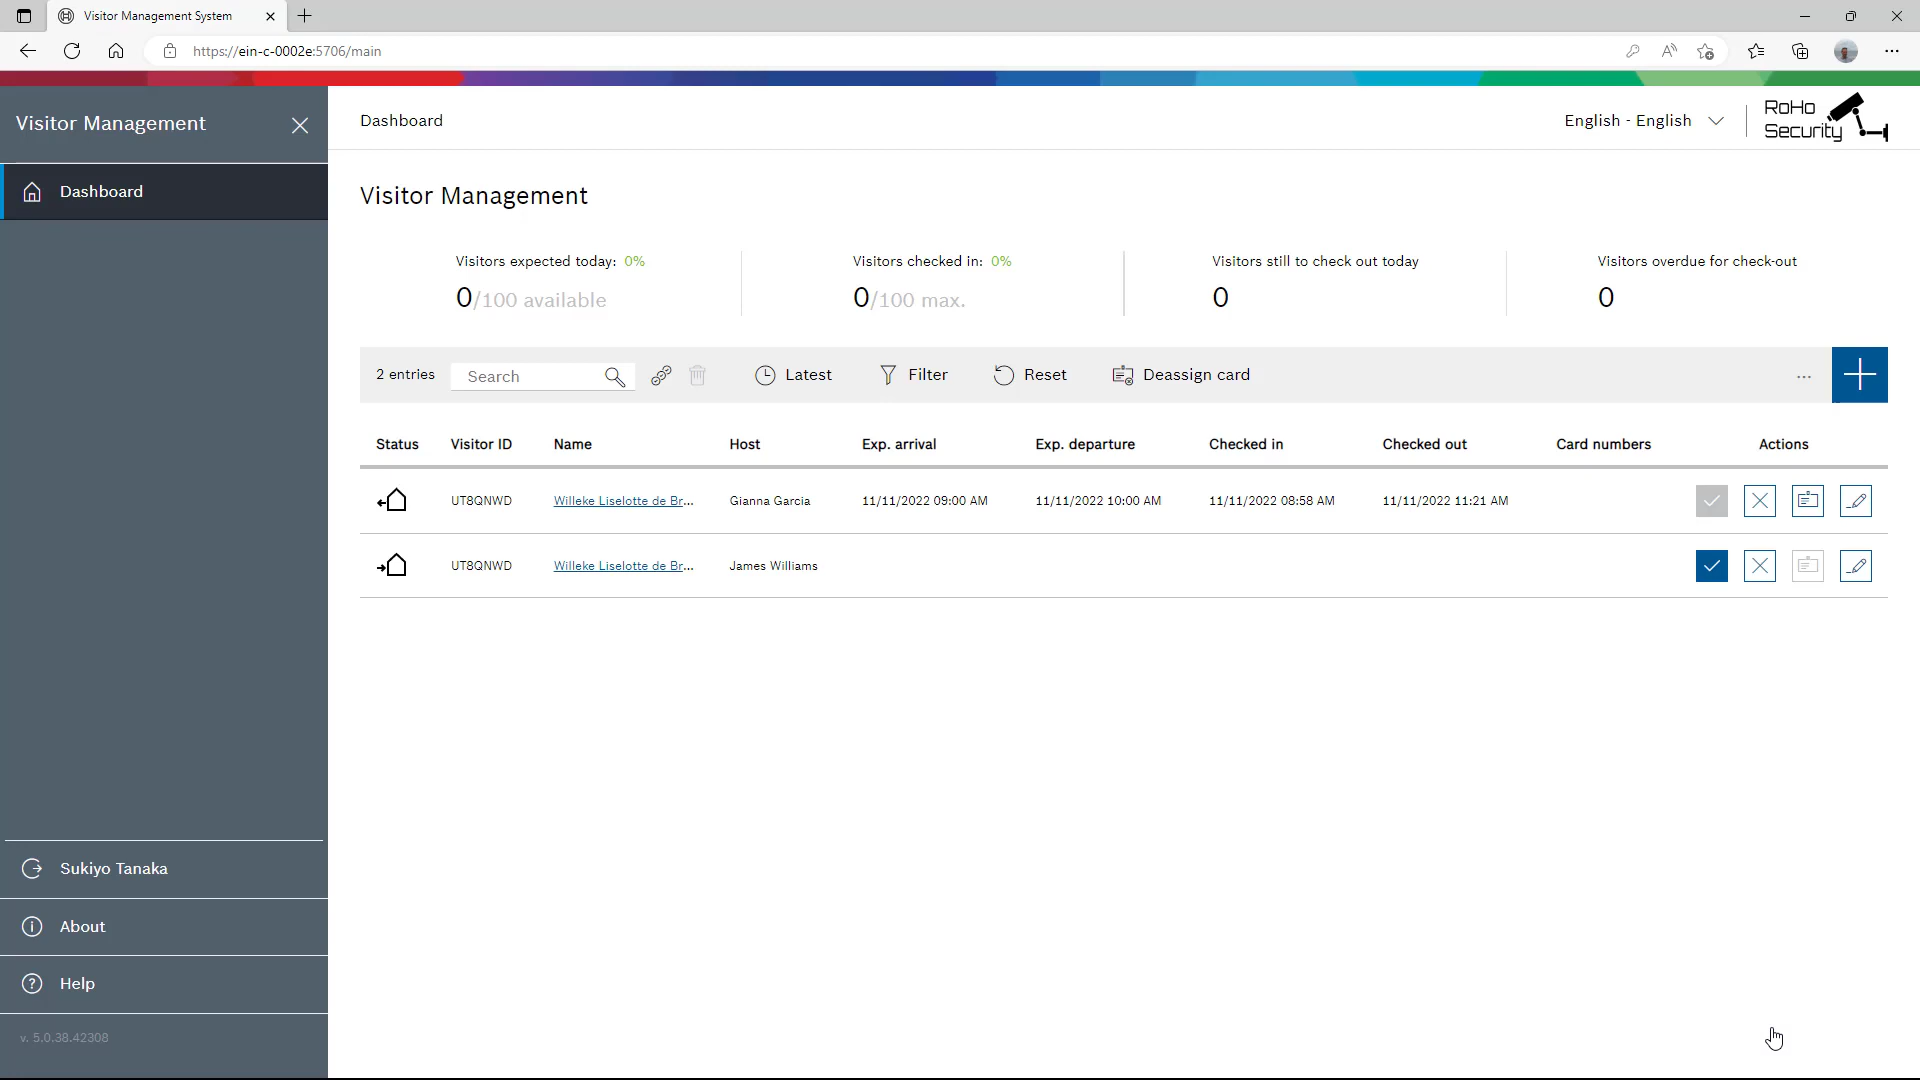 Visitor Management System
https://ein-c-0002e:5706/main
Visitor Management
Dashboard
English - English
RoHo
Security
Dashboard
Visitor Management
Visitors expected today: 0%
0/100 available
Visitors checked in: 0%
0/100 max.
Visitors still to check out today
0
Visitors overdue for check-out
0
2 entries
Search
Latest
Filter
Reset
Deassign card
Status Visitor ID Name Host Exp. arrival Exp. departure Checked in Checked out Card numbers Actions
UT8QNWD Willeke Liselotte de Br... Gianna Garcia 11/11/2022 09:00 AM 11/11/2022 10:00 AM 11/11/2022 08:58 AM 11/11/2022 11:21 AM
UT8QNWD Willeke Liselotte de Br... James Williams
Sukiyo Tanaka
About
Help
v. 5.0.38.42308